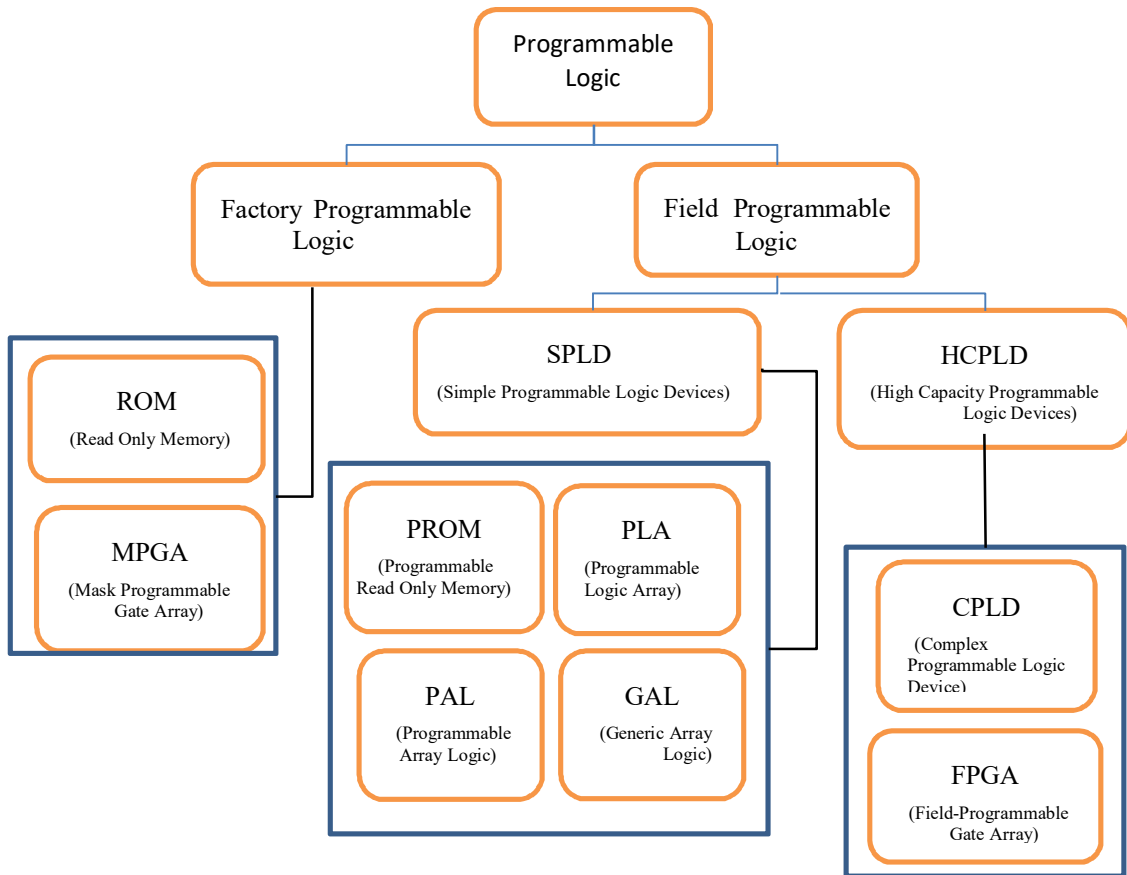 Programmable
Logic
Factory Programmable
Logic
Field Programmable
Logic
SPLD
(Simple Programmable Logic Devices)
HCPLD
(High Capacity Programmable
Logic Devices)
ROM
(Read Only Memory)
MPGA
(Mask Programmable
Gate Array)
PROM
(Programmable
Read Only Memory)
PLA
(Programmable
Logic Array)
PAL
(Programmable
Array Logic)
GAL
(Generic Array
Logic)
CPLD
(Complex
Programmable Logic
Device)
FPGA
(Field-Programmable
Gate Array)